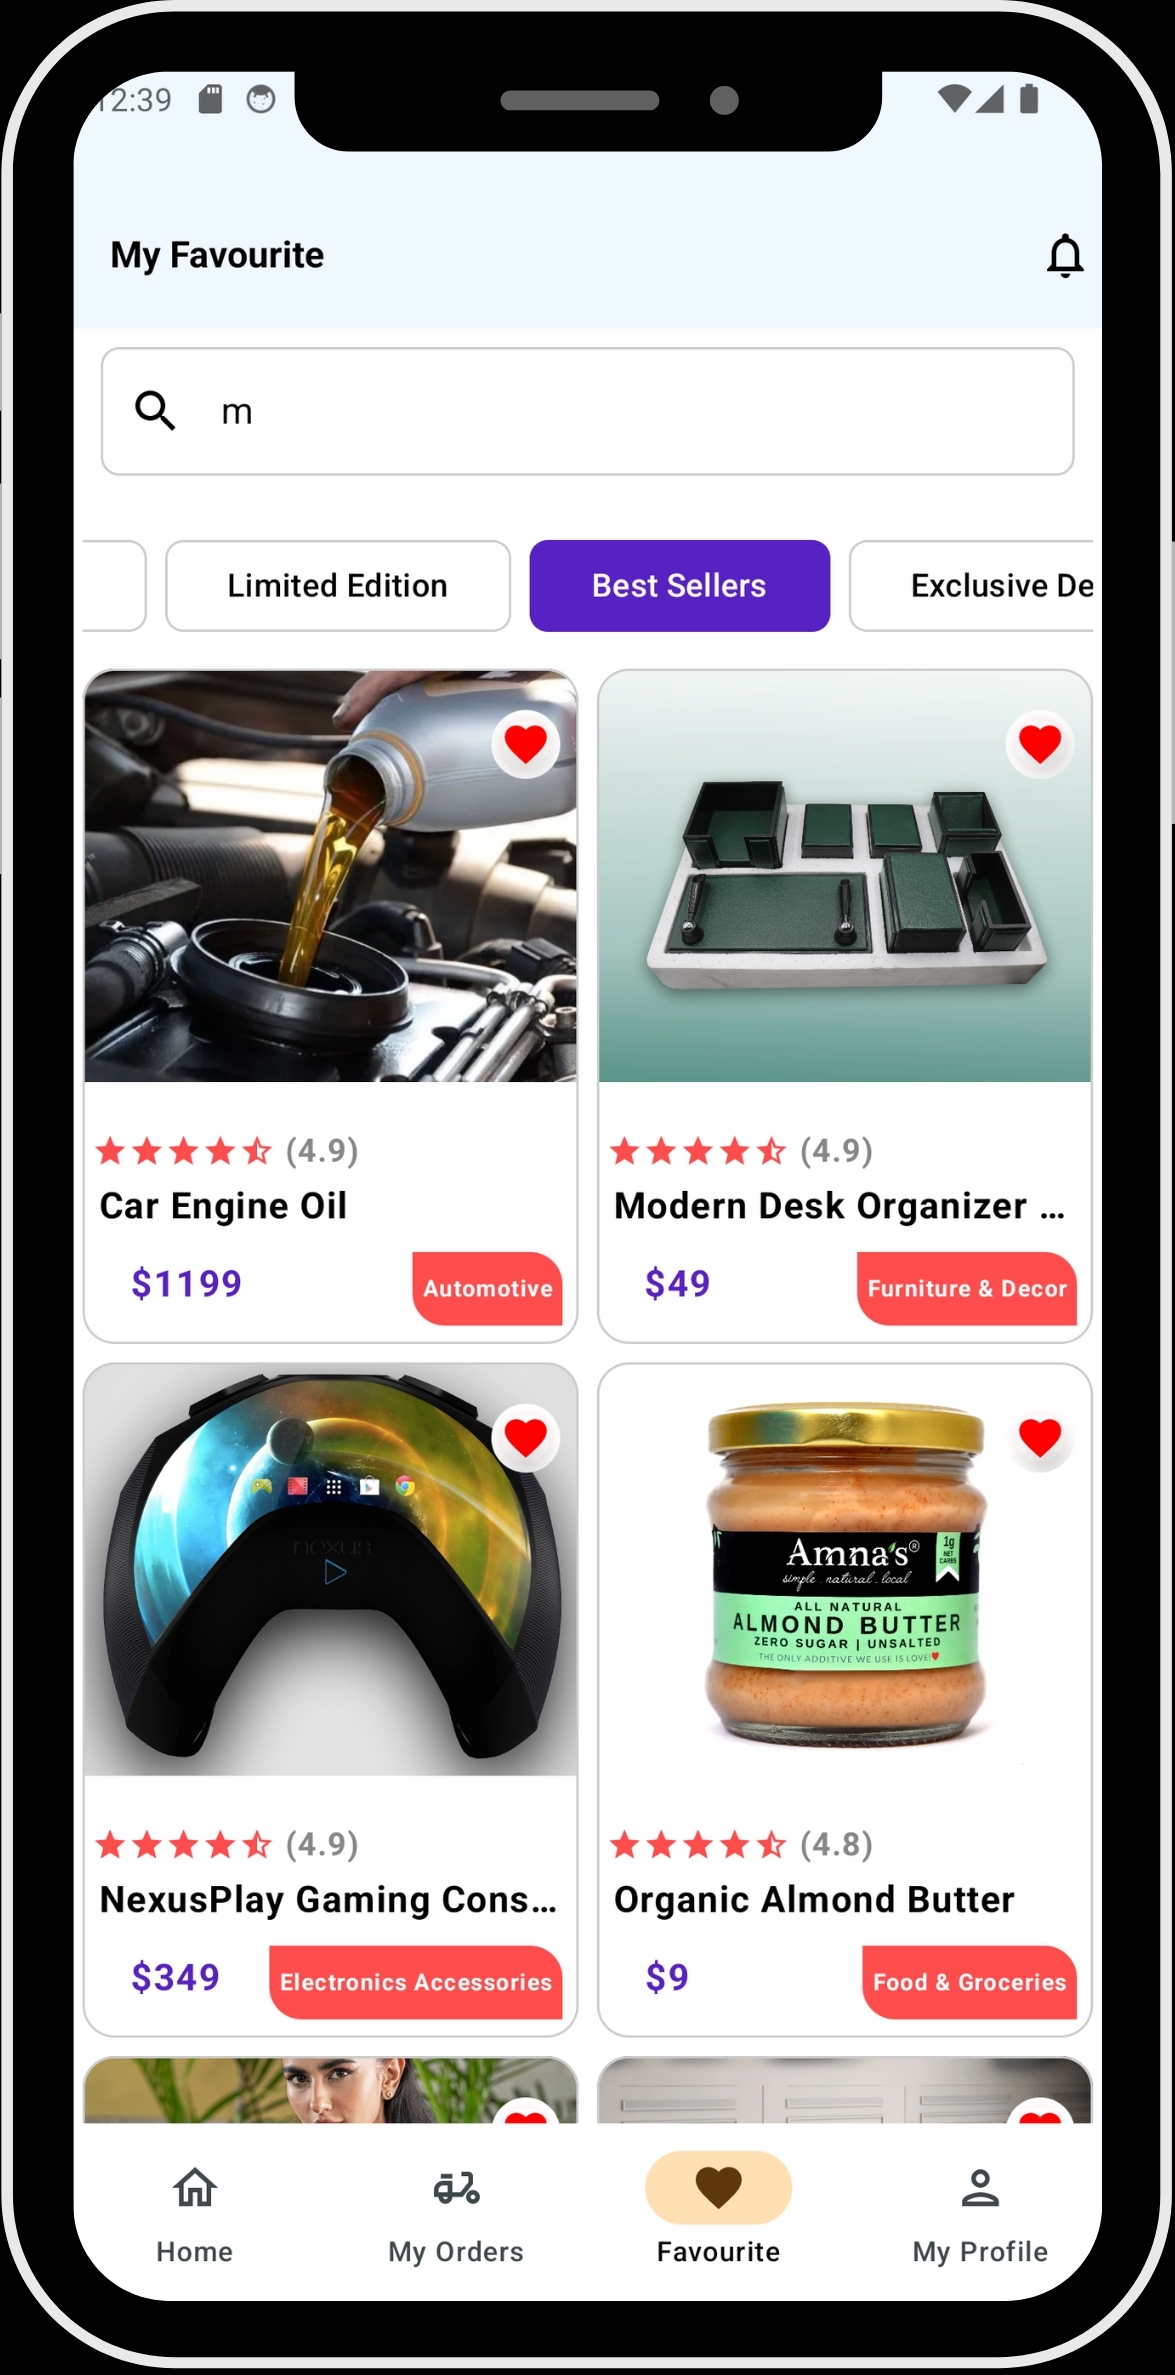 12:39
My Favourite
m
Limited Edition
Best Sellers
Exclusive De
(4.9)
Car Engine Oil
$1199
Automotive
(4.9)
Modern Desk Organizer ...
$49
Furniture & Decor
nexus
(4.9)
NexusPlay Gaming Cons...
$349
Electronics Accessories
Amna's®
simple . natural . local
1g
NET
CARBS
ALL NATURAL
ALMOND BUTTER
ZERO SUGAR | UNSALTED
THE ONLY ADDITIVE WE USE IS LOVE!
(4.8)
Organic Almond Butter
$9
Food & Groceries
Home
My Orders
Favourite
My Profile